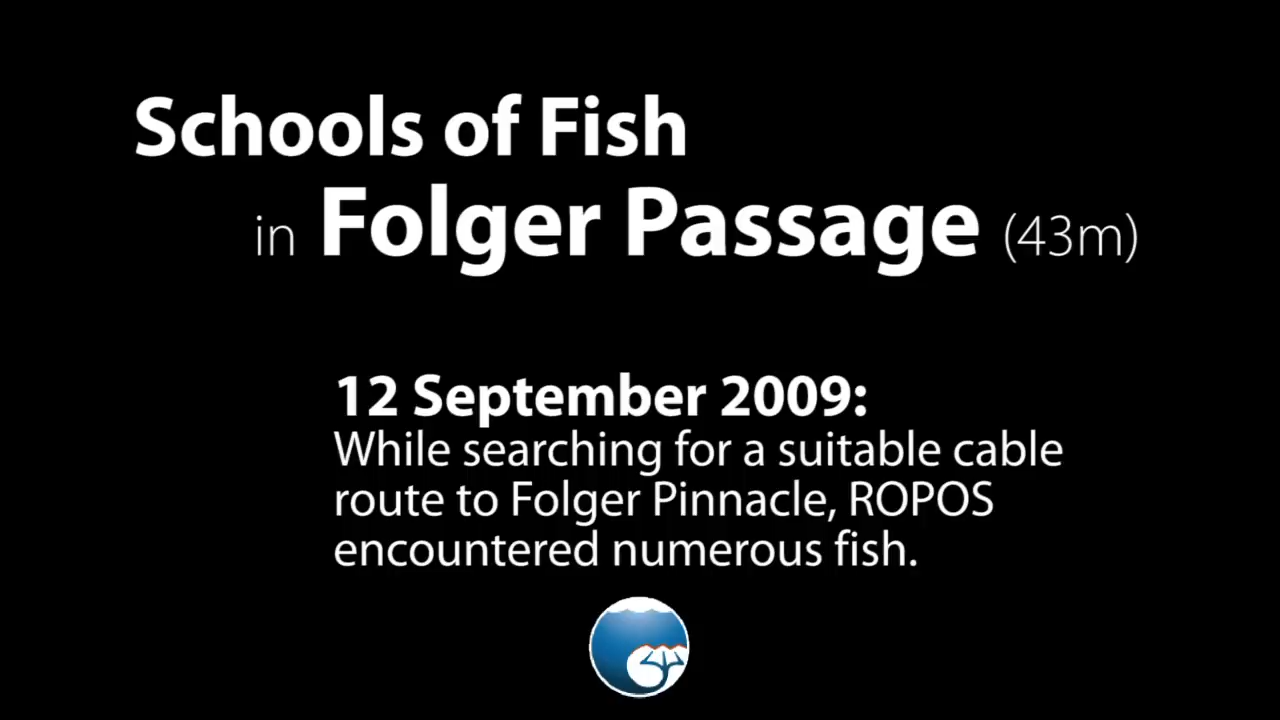 Schools of Fish
in Folger Passage (43m)
12 September 2009:
While searching for a suitable cable
route to Folger Pinnacle, ROPOS
encountered numerous fish.